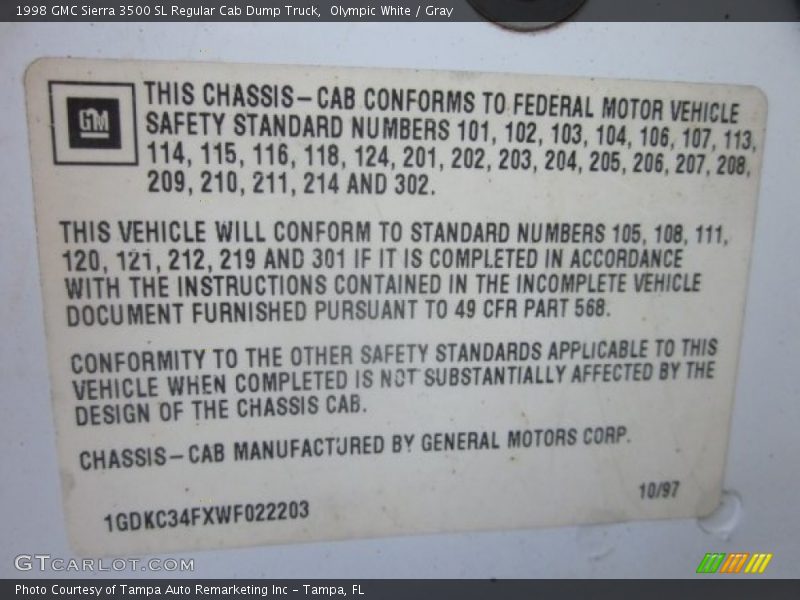 1998 GMC Sierra 3500 SL Regular Cab Dump Truck,  Olympic White / Gray
GM
THIS CHASSIS-CAB CONFORMS TO FEDERAL MOTOR VEHICLE
SAFETY STANDARD NUMBERS 101, 102, 103, 104, 106, 107, 113,
114, 115, 116, 118, 124, 201, 202, 203, 204, 205, 206, 207, 208,
209, 210, 211, 214 AND 302.
THIS VEHICLE WILL CONFORM TO STANDARD NUMBERS 105, 108, 111,
120, 121, 212, 219 AND 301 IF IT IS COMPLETED IN ACCORDANCE
WITH THE INSTRUCTIONS CONTAINED IN THE INCOMPLETE VEHICLE
DOCUMENT FURNISHED PURSUANT TO 49 CFR PART 568.
CONFORMITY TO THE OTHER SAFETY STANDARDS APPLICABLE TO THIS
VEHICLE WHEN COMPLETED IS NOT SUBSTANTIALLY AFFECTED BY THE
DESIGN OF THE CHASSIS CAB.
CHASSIS-CAB MANUFACTURED BY GENERAL MOTORS CORP.
10/97
1GDKC34FXWF022203
GTCARLOT.COM
Photo Courtesy of Tampa Auto Remarketing Inc - Tampa, FL